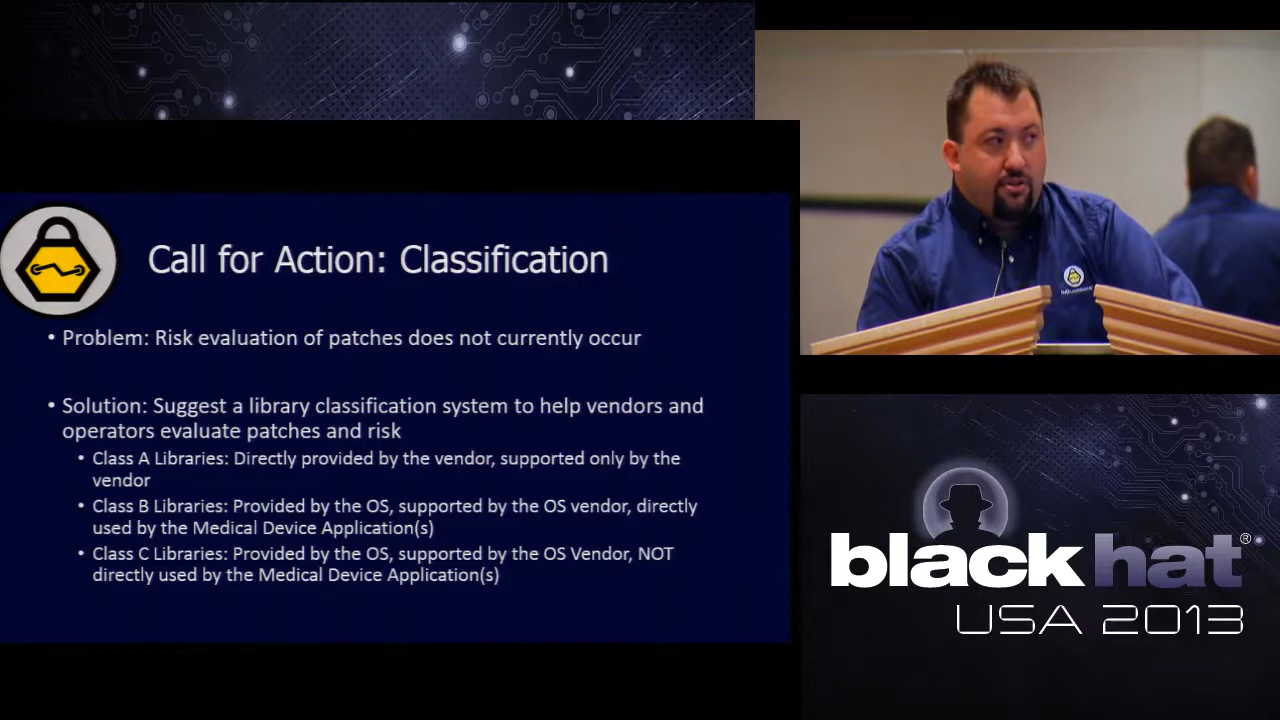 Call for Action: Classification
• Problem: Risk evaluation of patches does not currently occur
• Solution: Suggest a library classification system to help vendors and
operators evaluate patches and risk
• Class A Libraries: Directly provided by the vendor, supported only by the
vendor
• Class B Libraries: Provided by the OS, supported by the OS vendor, directly
used by the Medical Device Application(s)
• Class C Libraries: Provided by the OS, supported by the OS Vendor, NOT
directly used by the Medical Device Application(s)
black hat®
USA 2013